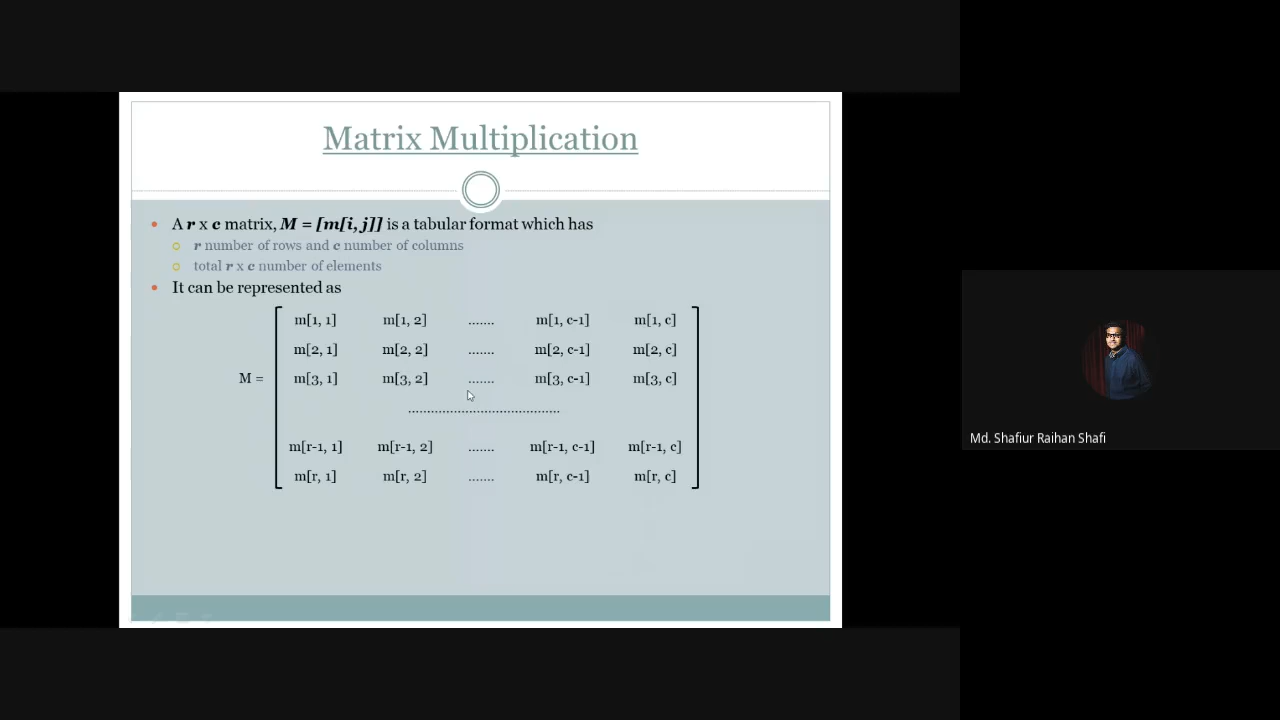 Matrix Multiplication
A r x c matrix, M = [m[i, j]] is a tabular format which has
r number of rows and c number of columns
total r x c number of elements
It can be represented as
m[1, 1] m[1, 2] ....... m[1, c-1] m[1, c]
m[2, 1] m[2, 2] ....... m[2, c-1] m[2, c]
M = m[3, 1] m[3, 2] ....... m[3, c-1] m[3, c]
.......................................
m[r-1, 1] m[r-1, 2] ....... m[r-1, c-1] m[r-1, c]
m[r, 1] m[r, 2] ....... m[r, c-1] m[r, c]
Md. Shafiur Raihan Shafi